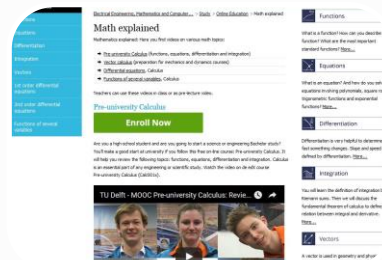 Equations
Differentiation
Integration
Vectors
1st order differential
equations
2nd order differential
equations
Functions of several
variables
Electrical Engineering, Mathematics and Computer ... › Study › Online Education › Math explained
Math explained
Mathematics explained: Here you find videos on various math topics:
Pre-university Calculus (functions, equations, differentiation and integration)
Vector calculus (preparation for mechanics and dynamics courses)
Differential equations, Calculus
Functions of several variables, Calculus
Teachers can use these videos in class or as pre-lecture video.
Pre-university Calculus
Enroll Now
Are you a high-school student and are you going to start a science or engineering Bachelor study?
You'll make a good start at university if you follow the free on-line course: Pre-university Calculus. It
will help you review the following topics: functions, equations, differentiation and integration. Calculus
is an essential part of any engineering or scientific study. Watch the video on de edX course
Pre-university Calculus
TU Delft - MOOC Pre-university Calculus: Revie...
Functions
What is a function? How can you describe
function? What are the most important
standard functions? More...
Equations
What is an equation? And how do you solve
equations involving polynomials, square
trigonometric functions and exponential
functions? More...
Differentiation
Differentiation is very helpful to determine
fast something changes. Slope and speed
defined by differentiation. More...
Integration
You will learn the definition of integration
Riemann sums. Then we will discuss the
fundamental theorem of calculus to define
relation between integral and derivative.
More...
Vectors
A vector is used in geometry and